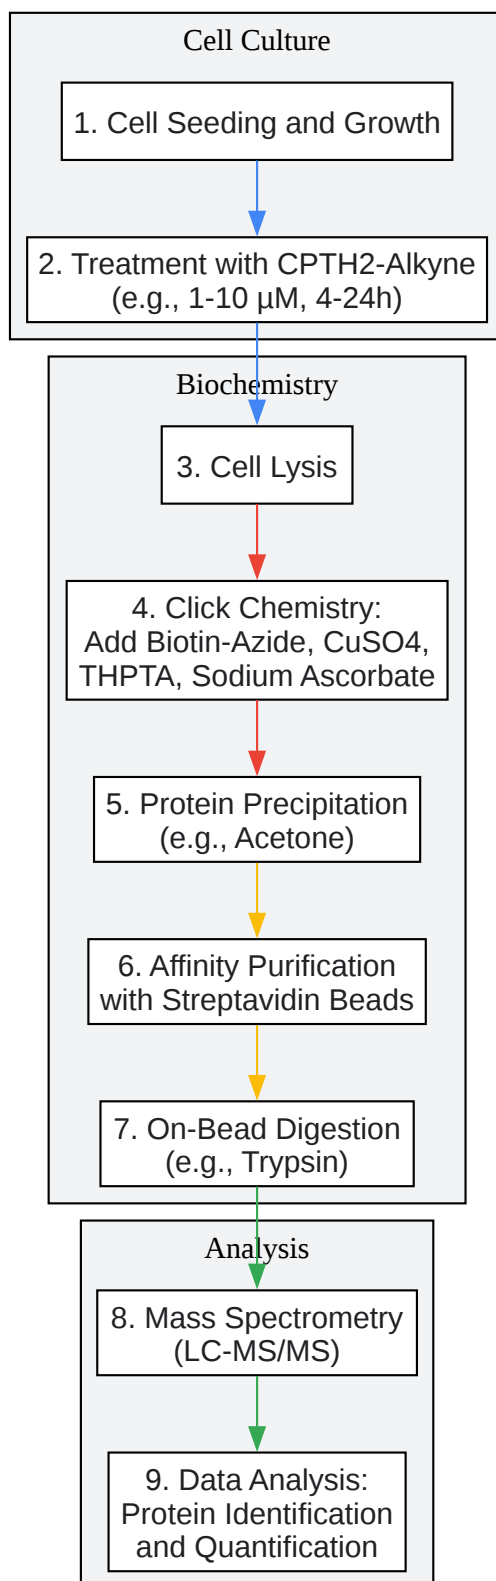 Cell Culture
1. Cell Seeding and Growth
2. Treatment with CPTH2-Alkyne
(e.g., 1-10 µM, 4-24h)
Biochemistry
3. Cell Lysis
4. Click Chemistry:
Add Biotin-Azide, CuSO4,
THPTA, Sodium Ascorbate
5. Protein Precipitation
(e.g., Acetone)
6. Affinity Purification
with Streptavidin Beads
7. On-Bead Digestion
(e.g., Trypsin)
Analysis
8. Mass Spectrometry
(LC-MS/MS)
9. Data Analysis:
Protein Identification
and Quantification